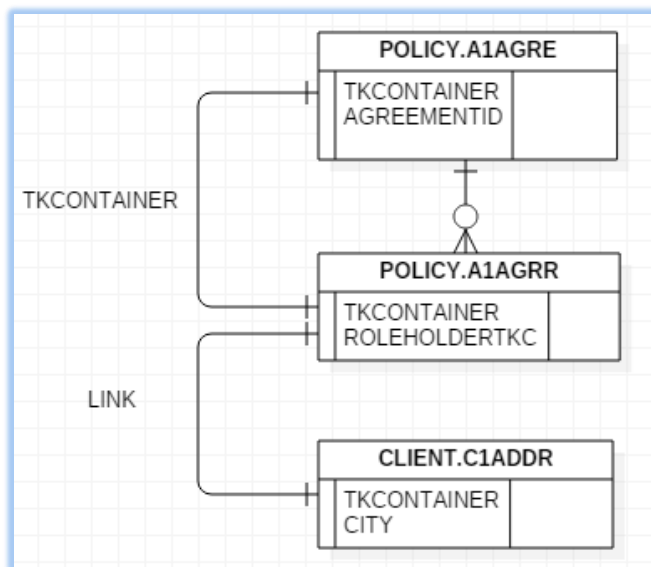 POLICY.A1AGRE
TKCONTAINER
AGREEMENTID
TKCONTAINER
POLICY.A1AGRR
TKCONTAINER
ROLEHOLDERTKC
LINK
CLIENT.C1ADDR
TKCONTAINER
CITY